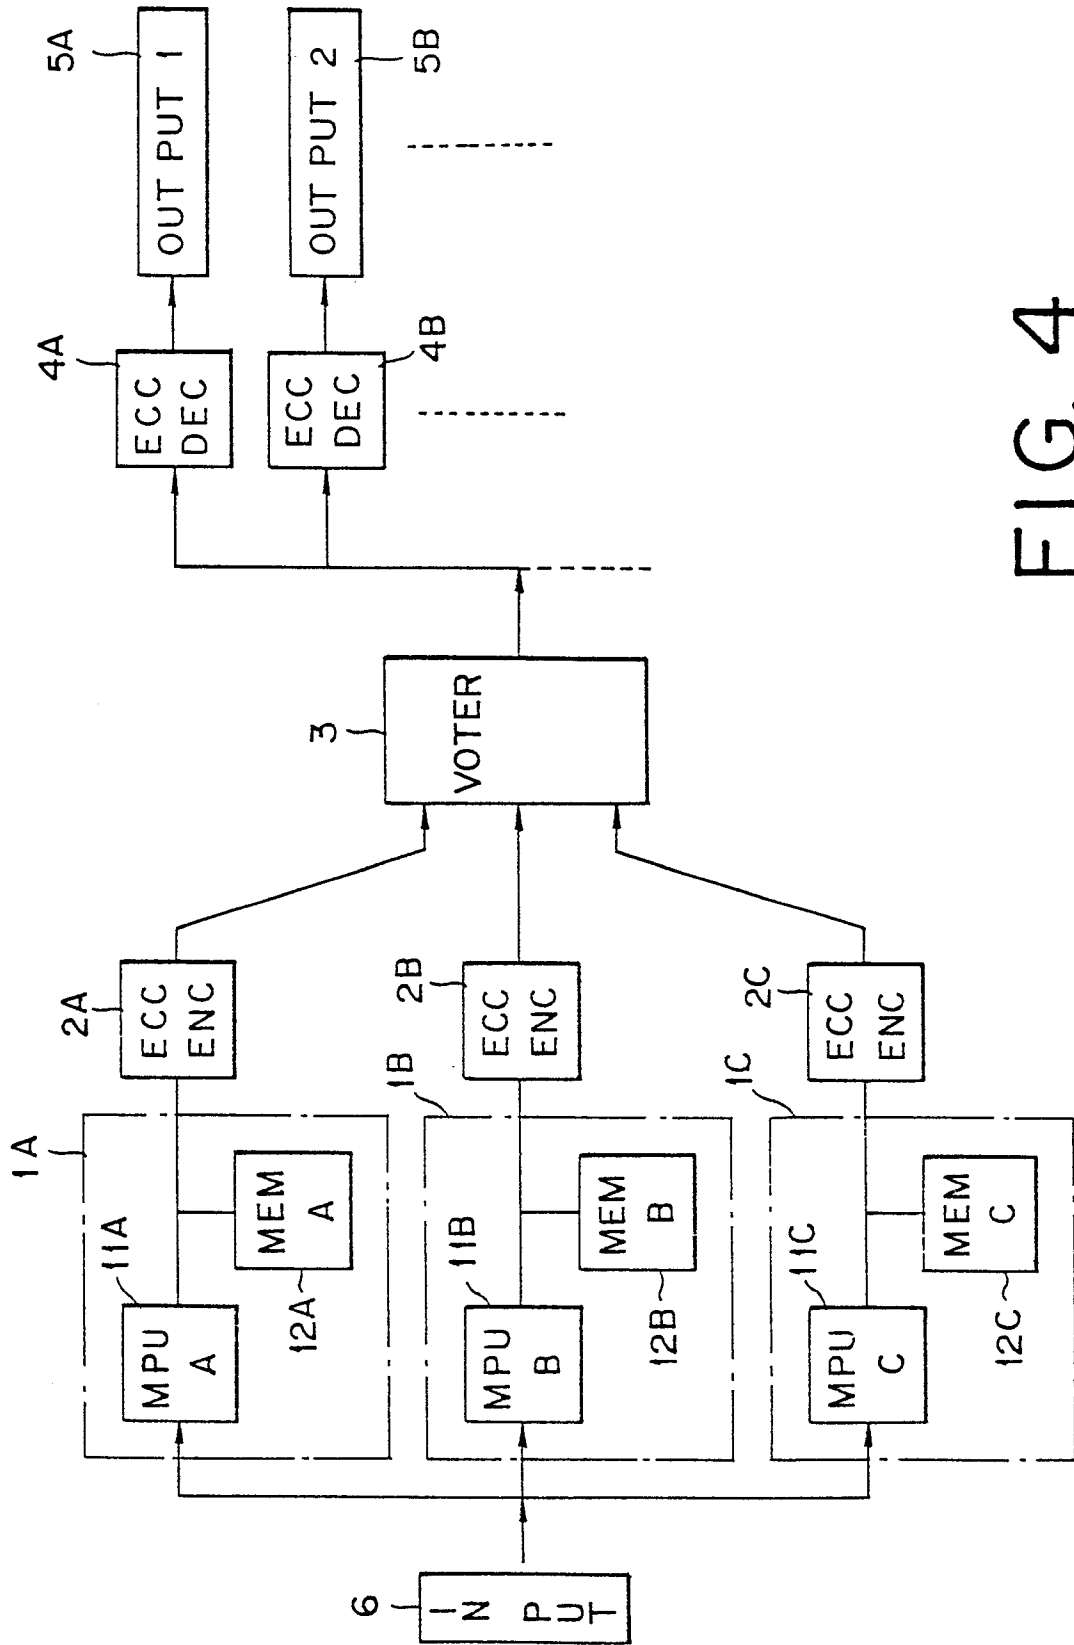 5A
OUT PUT 1
5B
OUT PUT 2
4A
ECC
DEC
4B
ECC
DEC
3
VOTER
2A
ECC
ENC
2B
ECC
ENC
2C
ECC
ENC
1A
11A
MPU
A
MEM
A
12A
1B
11B
MPU
B
MEM
B
12B
1C
11C
MPU
C
MEM
C
12C
6
IN
PUT
FIG. 4